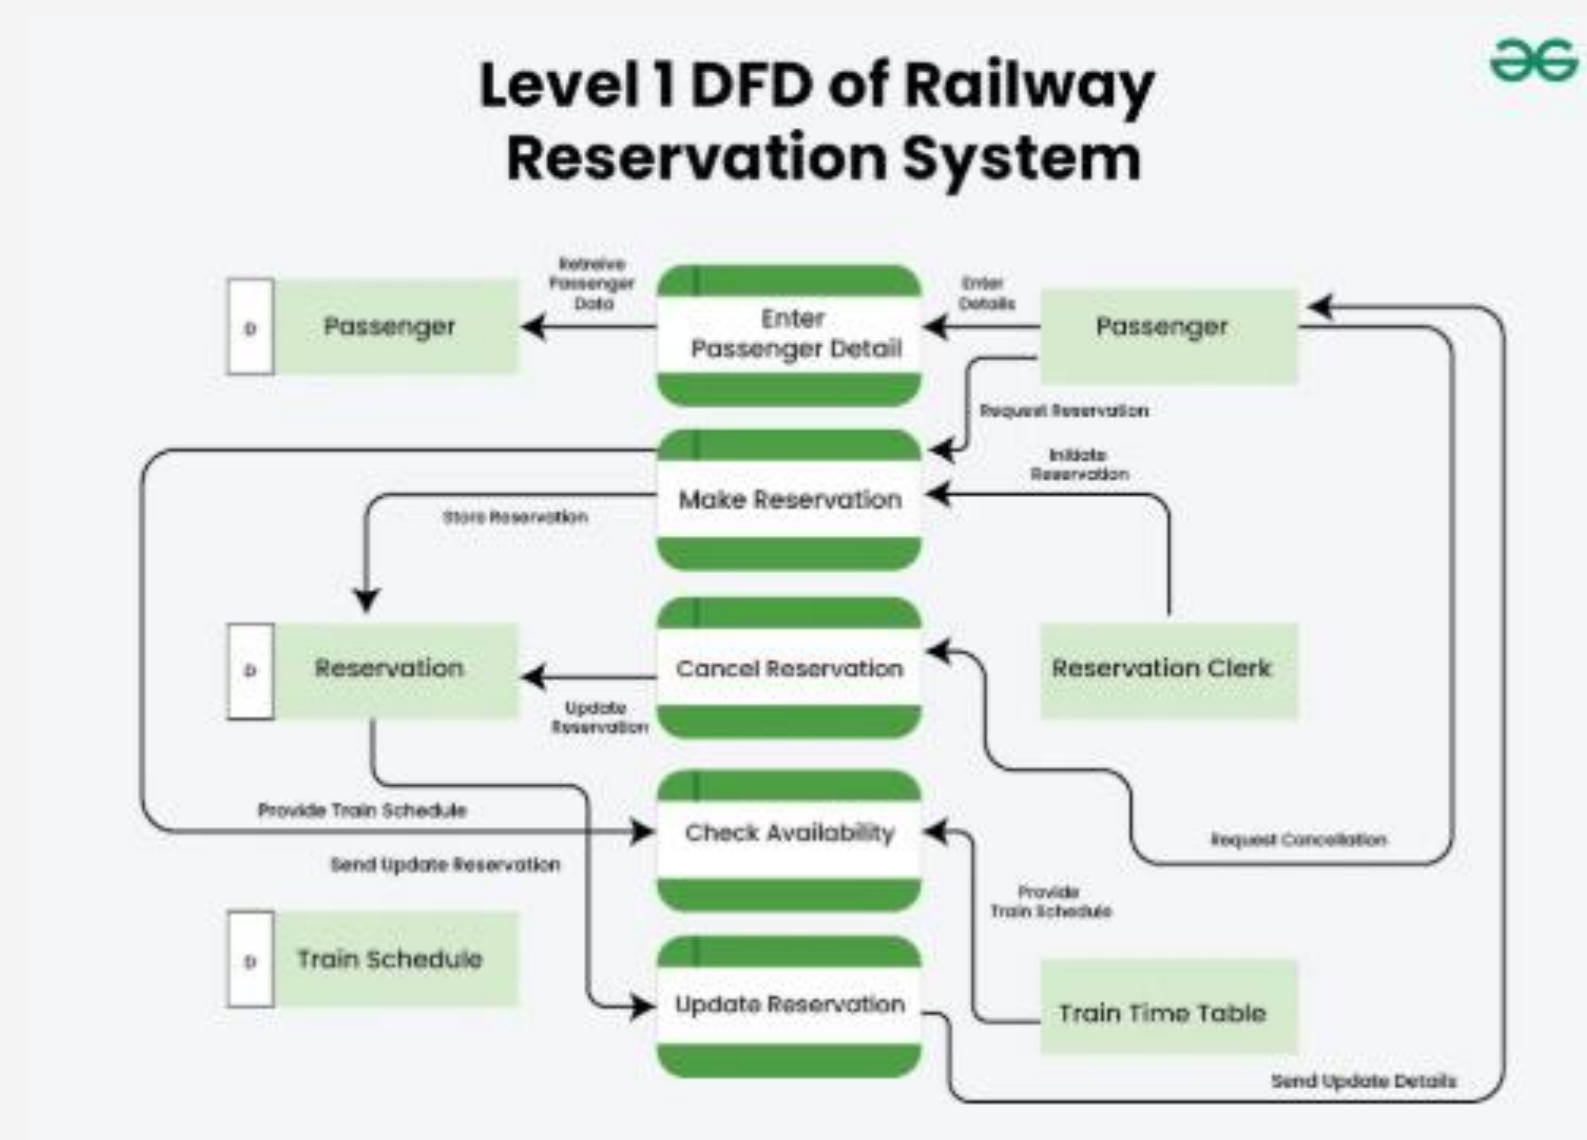 Level 1 DFD of Railway
Reservation System
Retreive
Passenger
Data
Enter
Details
D
Passenger
Enter
Passenger Detail
Passenger
Request Reservation
Initiate
Reservation
Make Reservation
Store Reservation
D
Reservation
Cancel Reservation
Reservation Clerk
Update
Reservation
Provide Train Schedule
Check Availability
Request Cancellation
Send Update Reservation
Provide
Train Schedule
D
Train Schedule
Update Reservation
Train Time Table
Send Update Details